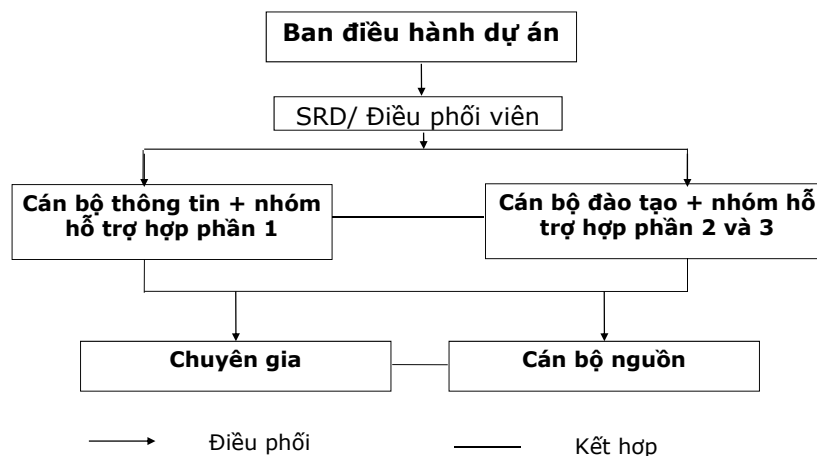 Ban điều hành dự án
SRD/ Điều phối viên
Cán bộ thông tin + nhóm
hỗ trợ hợp phần 1
Cán bộ đào tạo + nhóm hỗ
trợ hợp phần 2 và 3
Chuyên gia
Cán bộ nguồn
Điều phối
Kết hợp